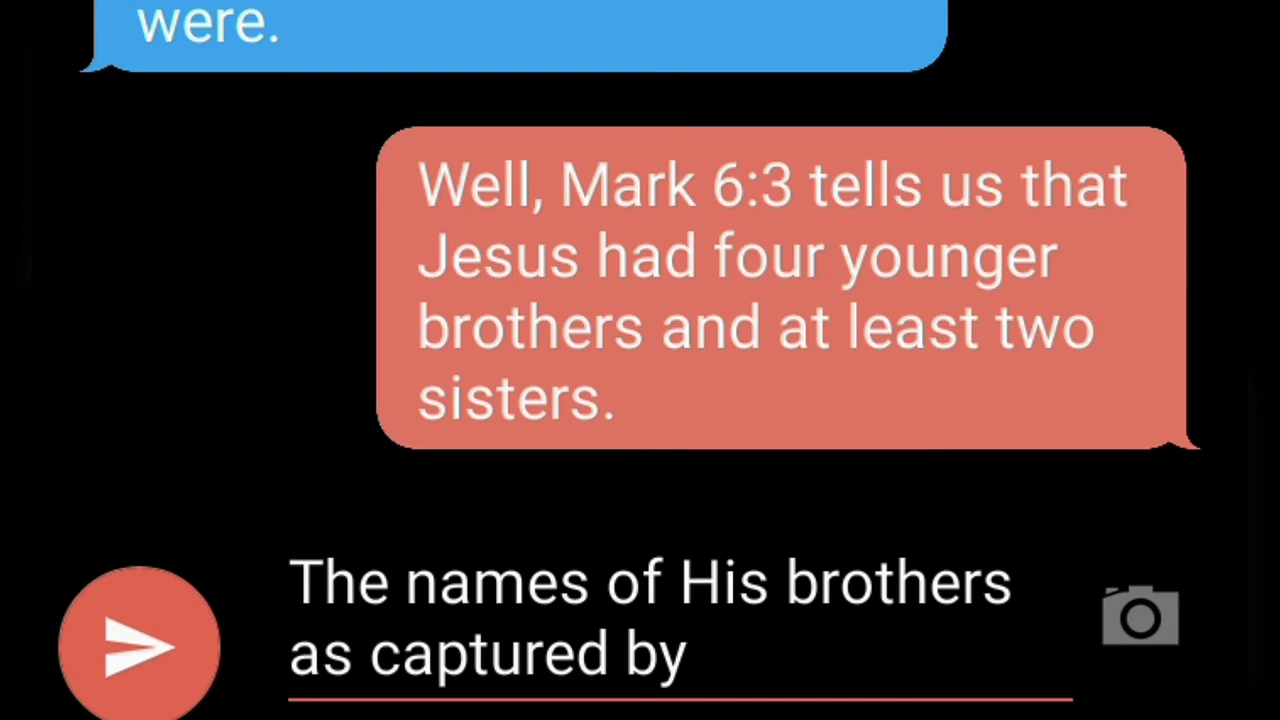 were.
Well, Mark 6:3 tells us that
Jesus had four younger
brothers and at least two
sisters.
The names of His brothers
as captured by